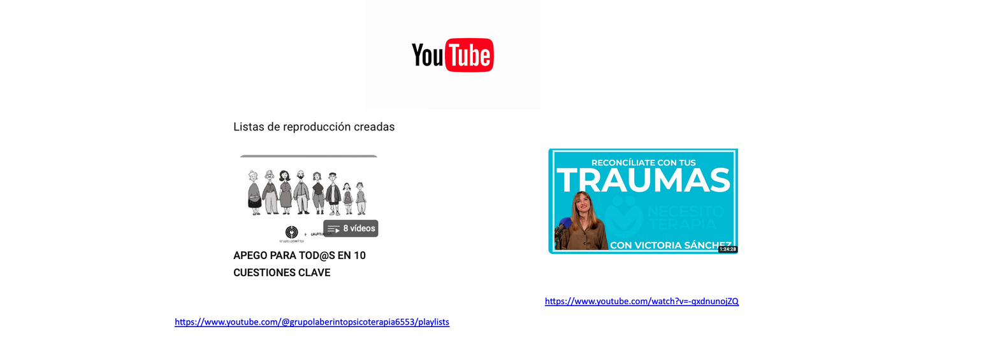 YouTube
Listas de reproducción creadas
8 vídeos
grupo laberinto
APEGO PARA TOD@S EN 10
CUESTIONES CLAVE
https://www.youtube.com/@grupolaberintopsicoterapia6553/playlists
RECONCÍLIATE CON TUS
TRAUMAS
NECESITO
TERAPIA
CON VICTORIA SÁNCHEZ
1:24:28
https://www.youtube.com/watch?v=-qxdnunojZQ